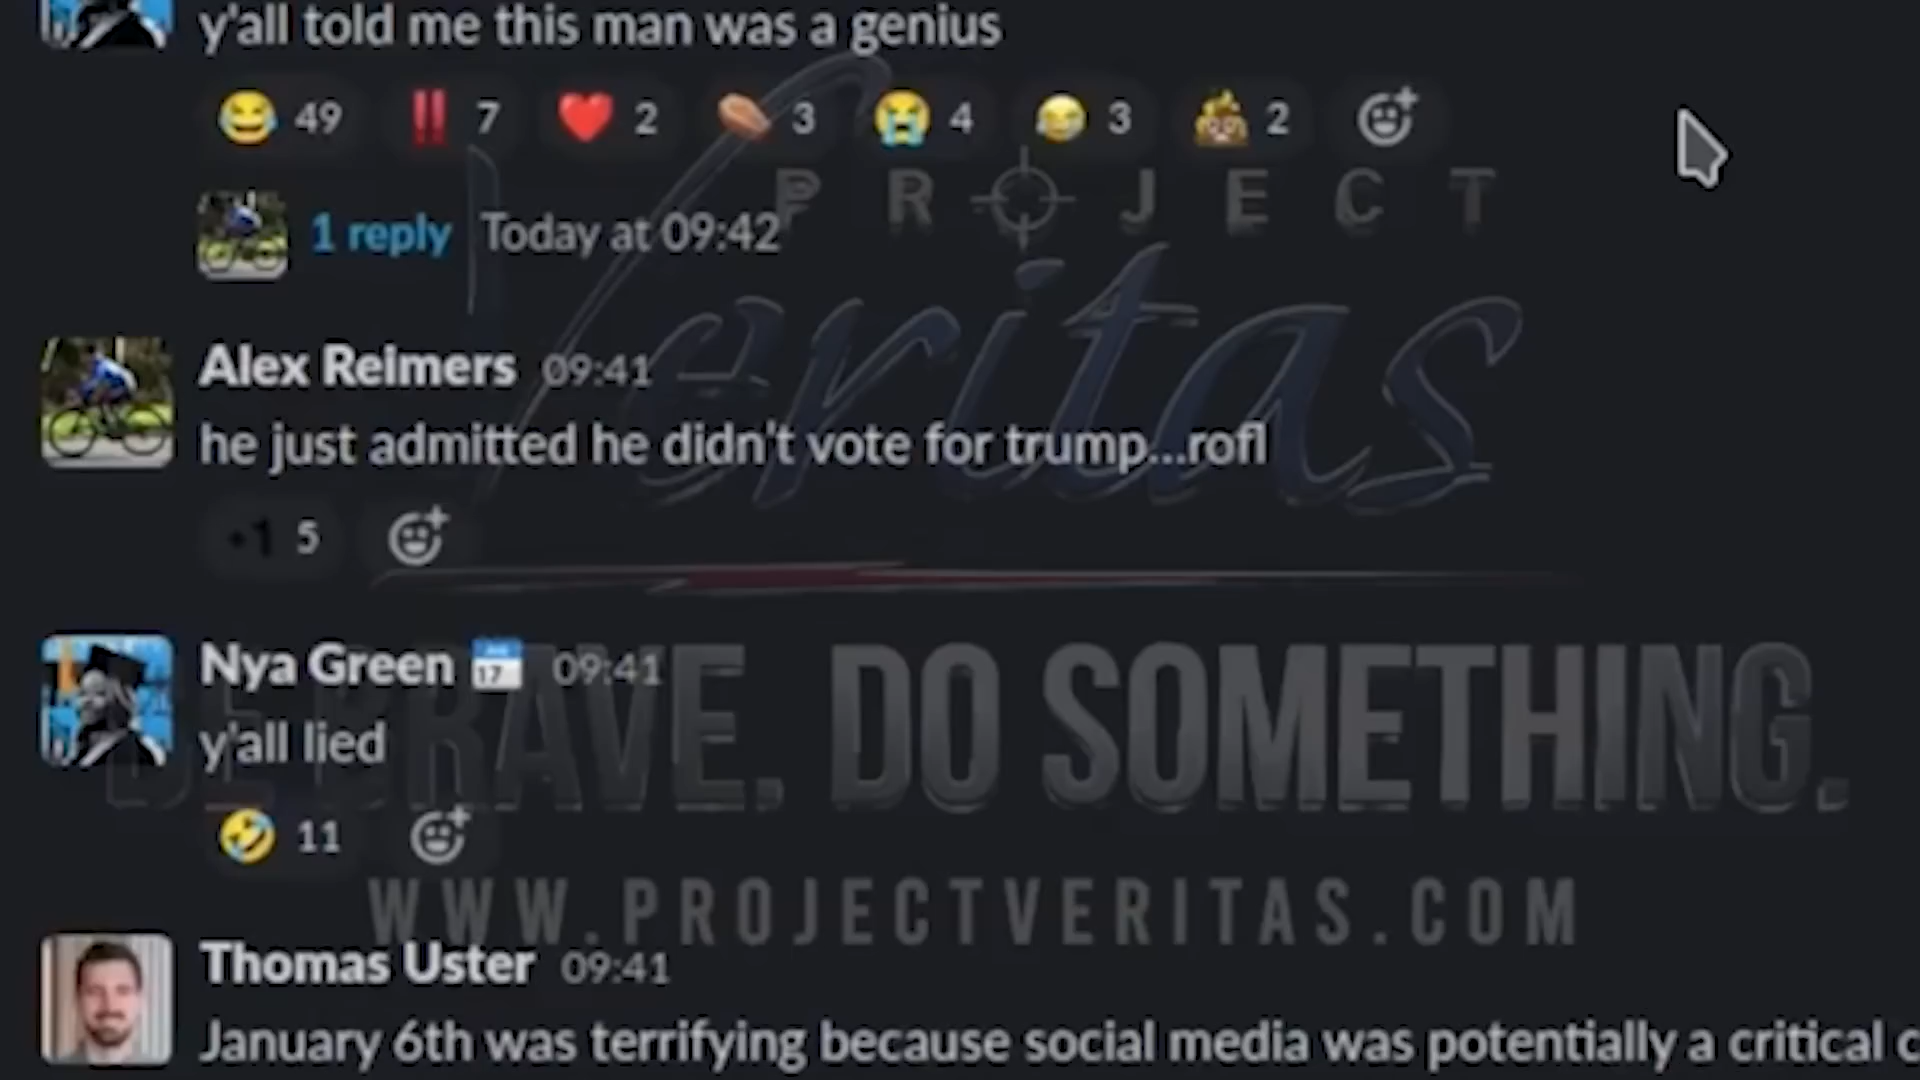 y'all told me this man was a genius
49 7 2 3 4 3 2
PROJECT
1 reply Today at 09:42
Veritas
Alex Reimers 09:41
he just admitted he didn't vote for trump...rofl
+1 5
Nya Green 17 09:41
BE BRAVE. DO SOMETHING.
y'all lied
11
WWW.PROJECTVERITAS.COM
Thomas Uster 09:41
January 6th was terrifying because social media was potentially a critical c